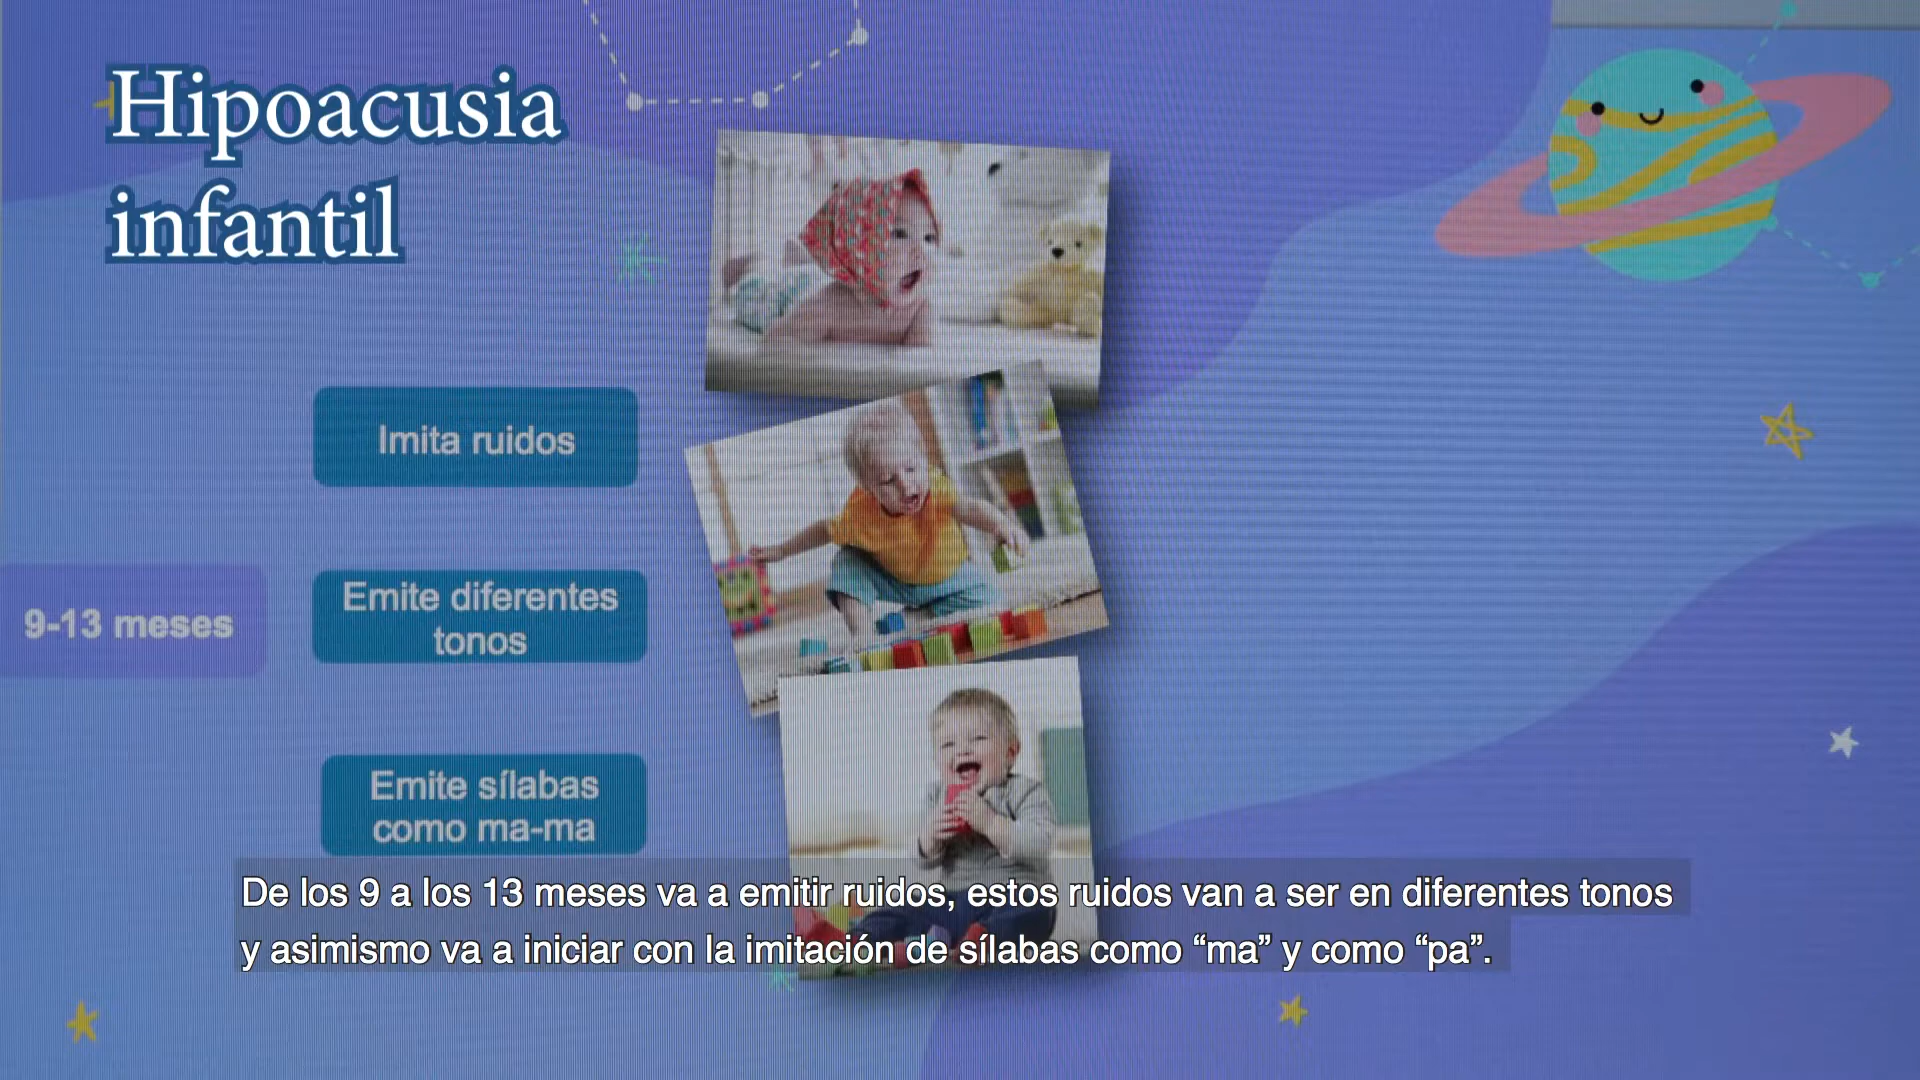 Hipoacusia
infantil
Imita ruidos
9-13 meses
Emite diferentes
tonos
Emite sílabas
como ma-ma
De los 9 a los 13 meses va a emitir ruidos, estos ruidos van a ser en diferentes tonos
y asimismo va a iniciar con la imitación de sílabas como “ma” y como “pa”.